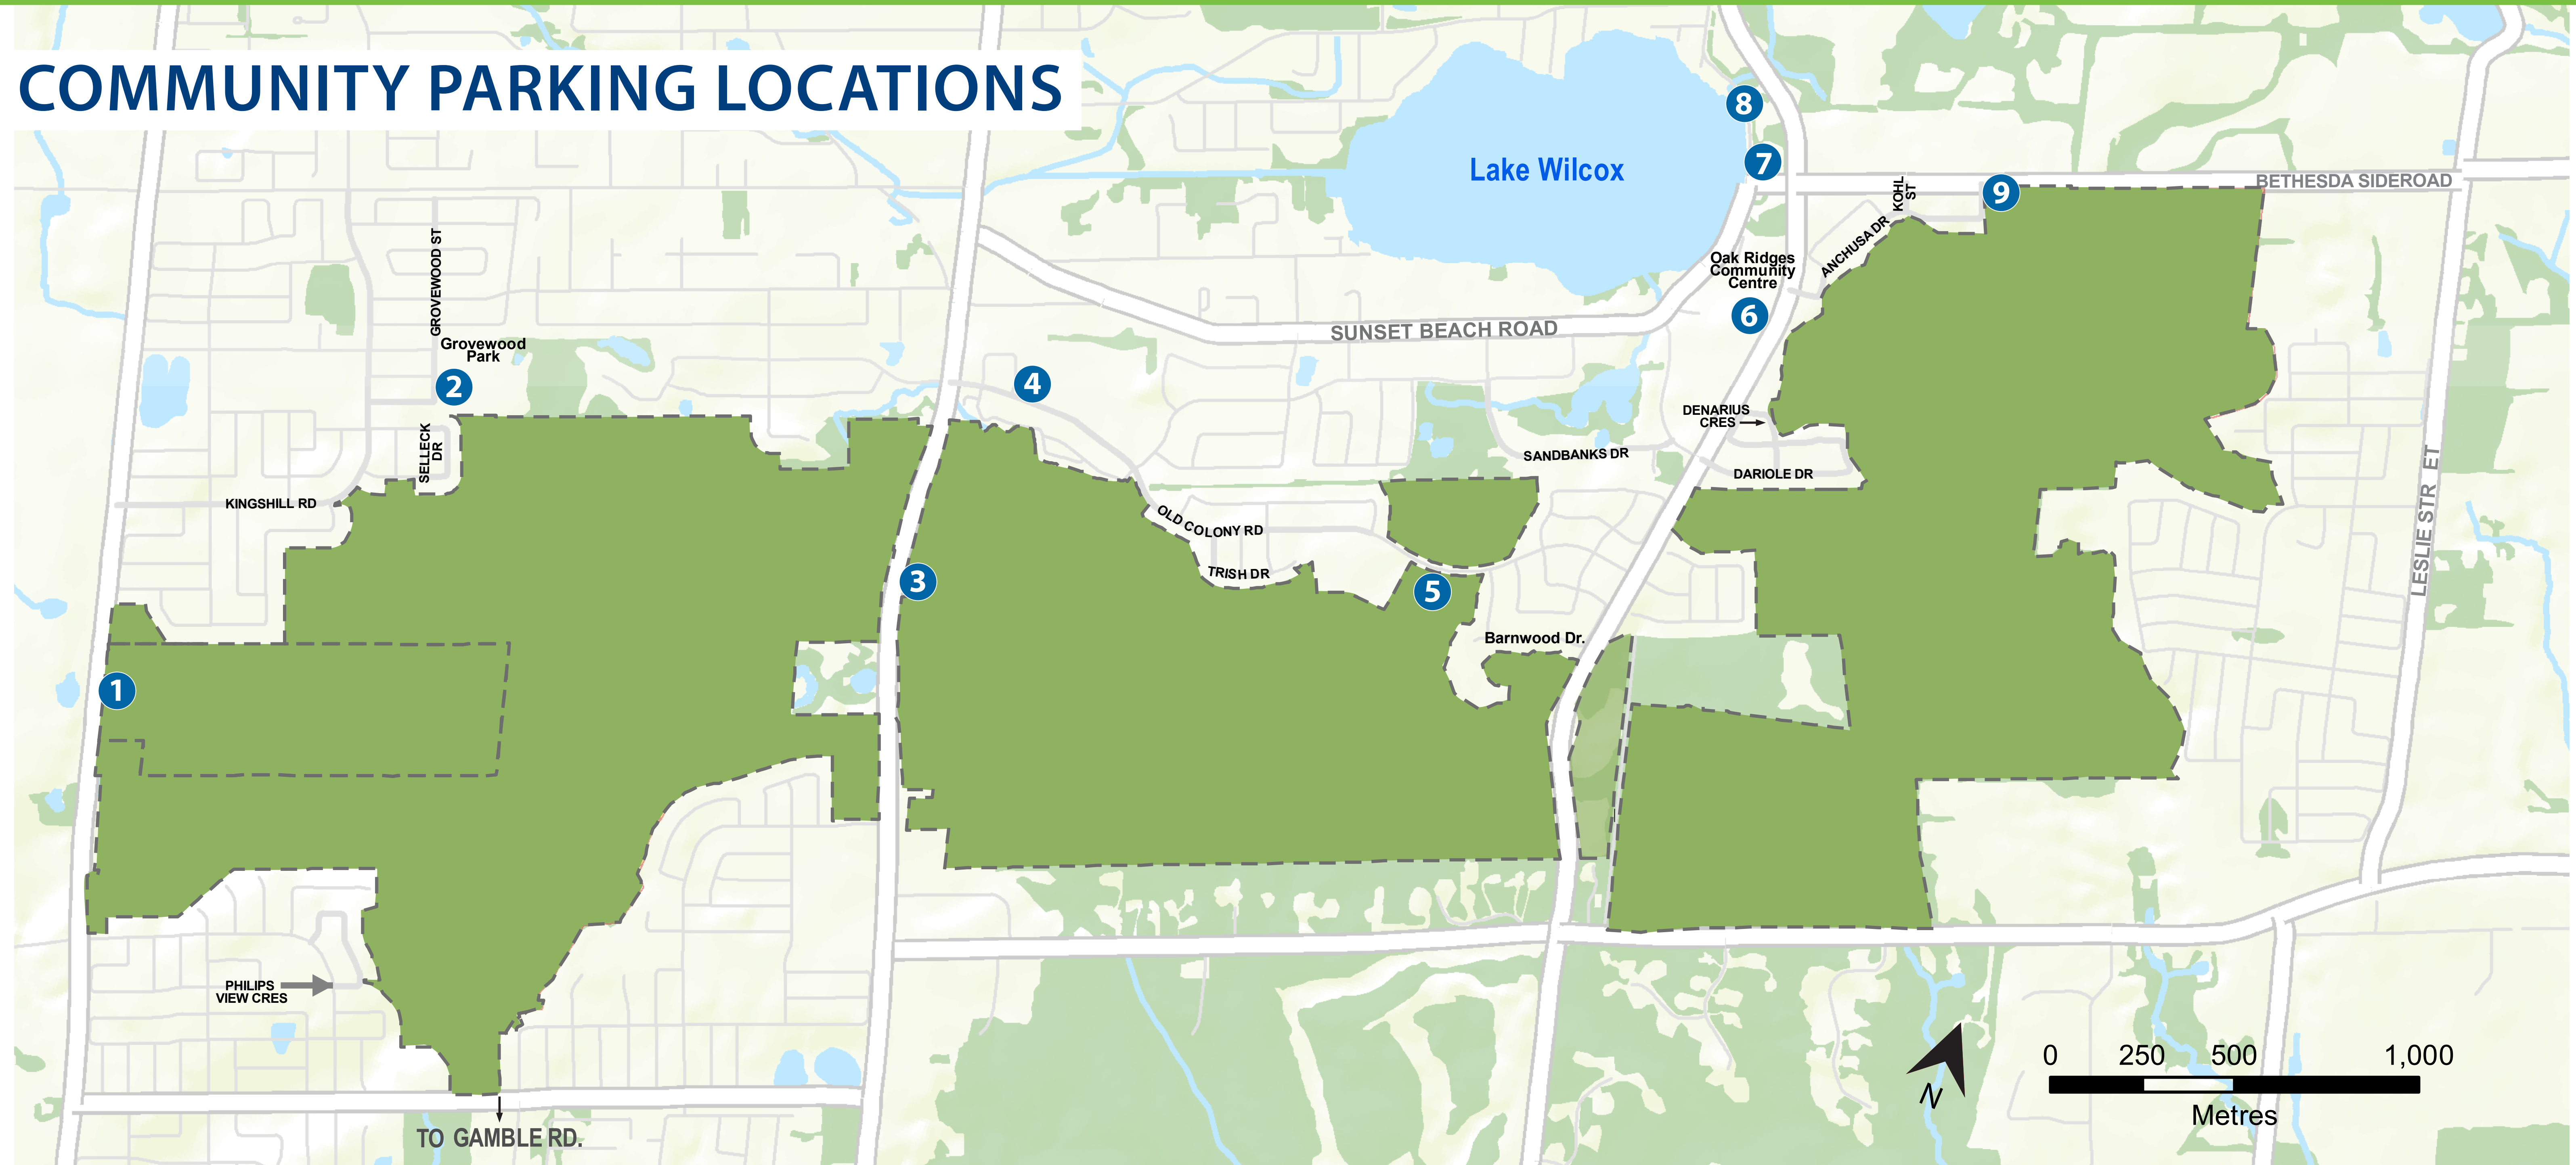 COMMUNITY PARKING LOCATIONS
8
Lake Wilcox
7
BETHESDA SIDEROAD
KOHL
ST
9
ANCHUSA DR
GROVEWOOD ST
Oak Ridges
Community
Centre
6
SUNSET BEACH ROAD
Grovewood
Park
2
4
DENARIUS
CRES
SELLECK
DR
SANDBANKS DR
DARIOLE DR
KINGSHILL RD
OLD COLONY RD
LESLIE STR ET
TRISH DR
3
5
Barnwood Dr.
1
PHILIPS
VIEW CRES
N
0 250 500 1,000
Metres
TO GAMBLE RD.